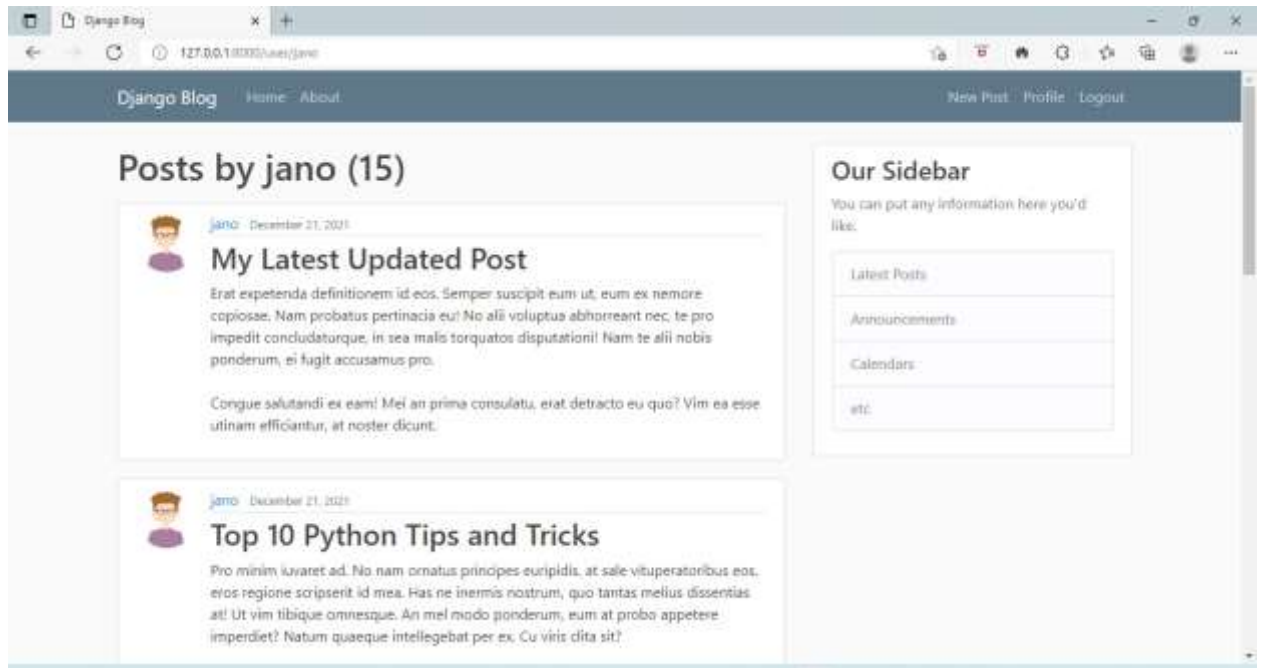 Django Blog
127.0.0.1:8000/user/jano
Django Blog Home About New Post Profile Logout
Posts by jano (15)
jano December 21, 2021
My Latest Updated Post
Erat expetenda definitionem id eos. Semper suscipit eum ut, eum ex nemore
copiosae. Nam probatus pertinacia eu! No alii voluptua abhorreant nec, te pro
impedit concludaturque, in sea malis torquatos disputationi! Nam te alii nobis
ponderum, ei fugit accusamus pro.
Congue salutandi ex eam! Mei an prima consulatu, erat detracto eu quo? Vim ea esse
utinam efficiantur, at noster dicunt.
jano December 21, 2021
Top 10 Python Tips and Tricks
Pro minim iuvaret ad. No nam ornatus principes euripidis, at sale vituperatoribus eos,
eros regione scripserit id mea. Has ne inermis nostrum, quo tantas melius dissentias
at! Ut vim tibique omnesque. An mel modo ponderum, eum at probo appetere
imperdiet? Natum quaeque intellegebat per ex. Cu viris clita sit?
Our Sidebar
You can put any information here you'd
like.
Latest Posts
Announcements
Calendars
etc